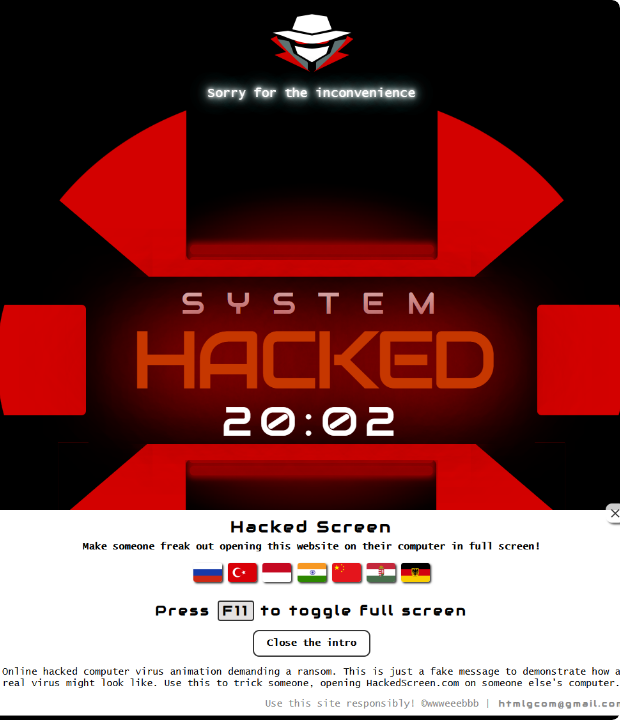 Sorry for the inconvenience
SYSTEM
HACKED
20:02
Hacked Screen
Make someone freak out opening this website on their computer in full screen!
Press F11 to toggle full screen
Close the intro
Online hacked computer virus animation demanding a ransom. This is just a fake message to demonstrate how a
real virus might look like. Use this to trick someone, opening HackedScreen.com on someone else's computer.
Use this site responsibly! ©wwweeebbb | htmlgcom@gmail.com